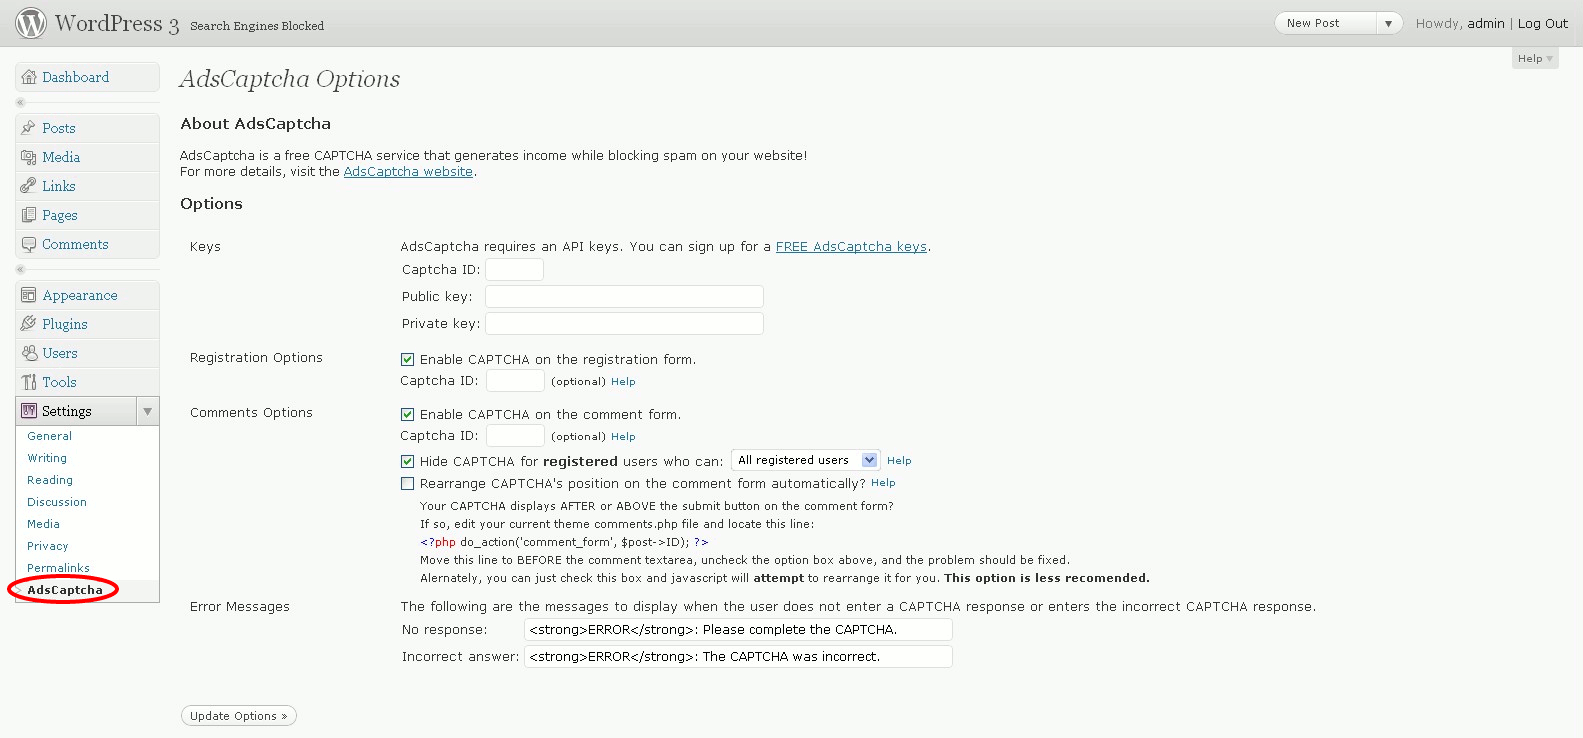 WordPress 3 Search Engines Blocked
New Post
Howdy, admin | Log Out
Help
Dashboard
Posts
Media
Links
Pages
Comments
Appearance
Plugins
Users
Tools
Settings
General
Writing
Reading
Discussion
Media
Privacy
Permalinks
AdsCaptcha
AdsCaptcha Options
About AdsCaptcha
AdsCaptcha is a free CAPTCHA service that generates income while blocking spam on your website!
For more details, visit the AdsCaptcha website.
Options
Keys
AdsCaptcha requires an API keys. You can sign up for a FREE AdsCaptcha keys.
Captcha ID:
Public key:
Private key:
Registration Options
Enable CAPTCHA on the registration form.
Captcha ID: (optional) Help
Comments Options
Enable CAPTCHA on the comment form.
Captcha ID: (optional) Help
Hide CAPTCHA for registered users who can: All registered users Help
Rearrange CAPTCHA's position on the comment form automatically? Help
Your CAPTCHA displays AFTER or ABOVE the submit button on the comment form?
If so, edit your current theme comments.php file and locate this line:
<?php do_action('comment_form', $post->ID); ?>
Move this line to BEFORE the comment textarea, uncheck the option box above, and the problem should be fixed.
Alernately, you can just check this box and javascript will attempt to rearrange it for you. This option is less recomended.
Error Messages
The following are the messages to display when the user does not enter a CAPTCHA response or enters the incorrect CAPTCHA response.
No response: <strong>ERROR</strong>: Please complete the CAPTCHA.
Incorrect answer: <strong>ERROR</strong>: The CAPTCHA was incorrect.
Update Options »